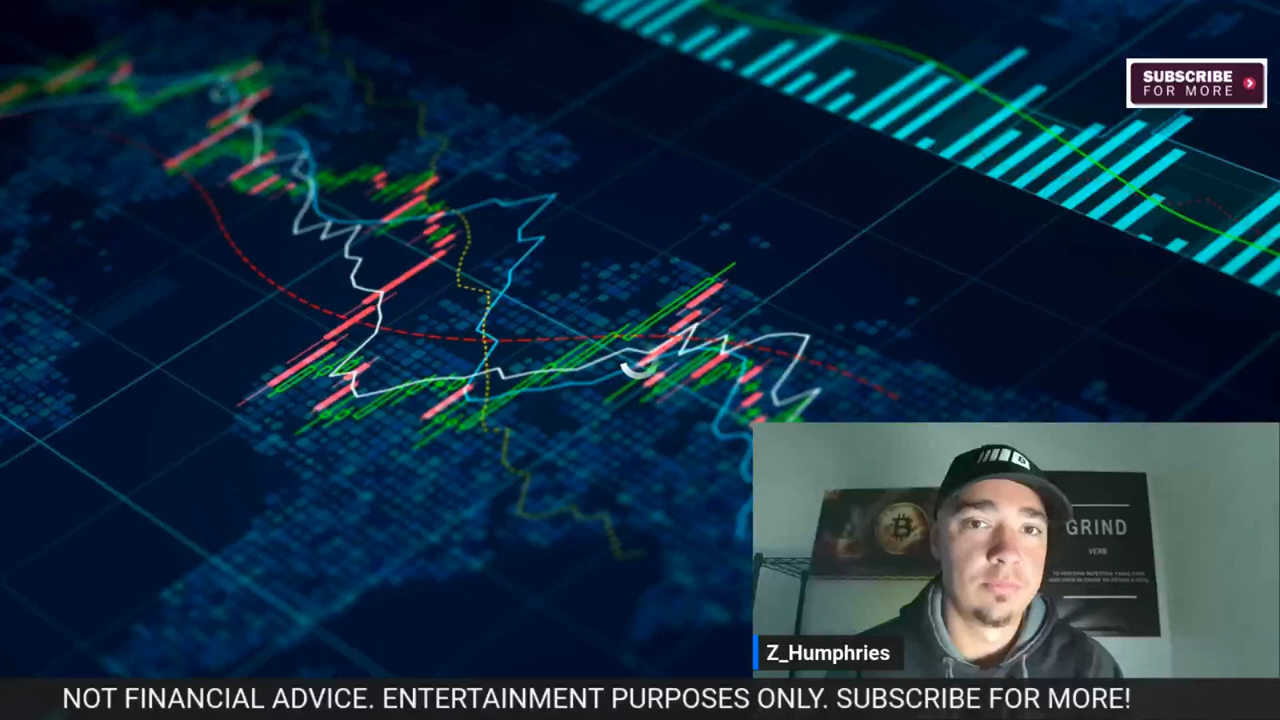 SUBSCRIBE
FOR MORE
GRIND
VERB
Z_Humphries
NOT FINANCIAL ADVICE. ENTERTAINMENT PURPOSES ONLY. SUBSCRIBE FOR MORE!